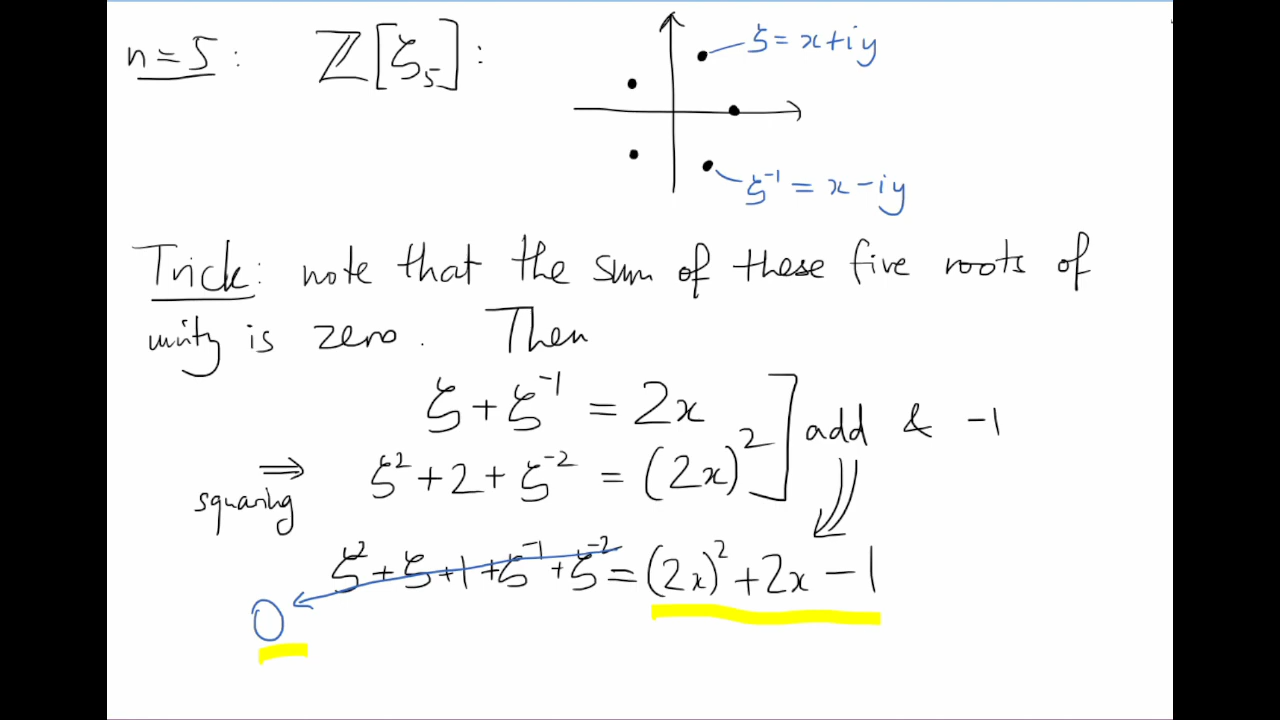 n=5: ℤ[ζ₅]:
ζ = x+iy
ζ⁻¹ = x-iy
Trick: note that the sum of these five roots of
unity is zero. Then
ζ + ζ⁻¹ = 2x
add & -1
⇒ ζ² + 2 + ζ⁻² = (2x)²
squaring
ζ² + ζ + 1 + ζ⁻¹ + ζ⁻² = (2x)² + 2x - 1
0